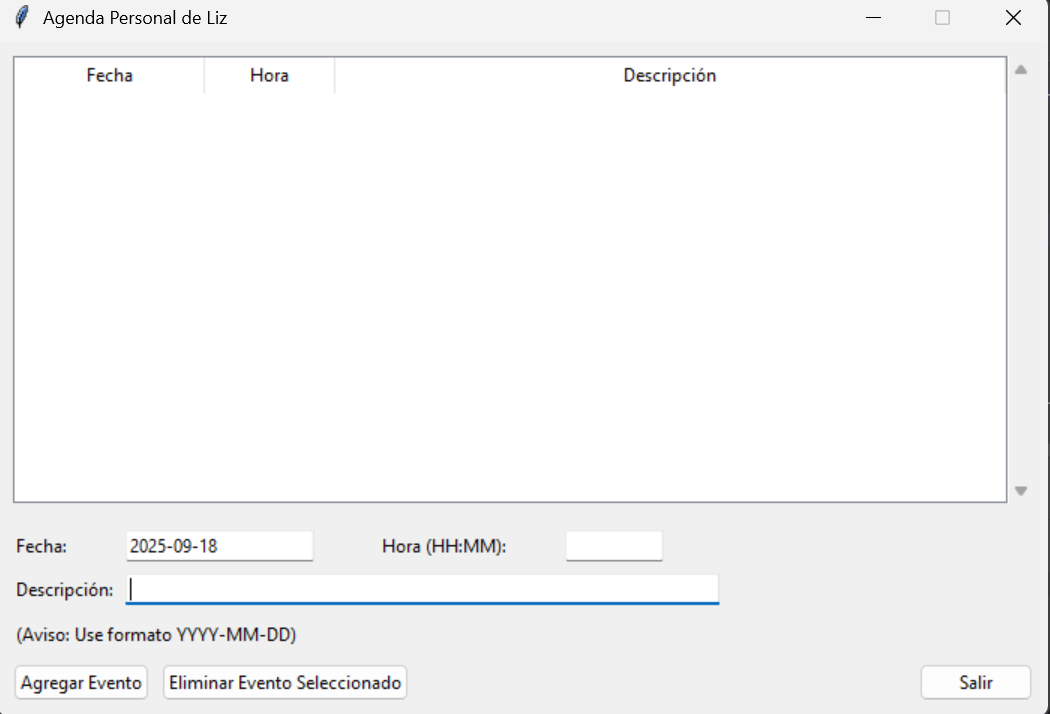 Agenda Personal de Liz
Fecha Hora Descripción
Fecha: 2025-09-18 Hora (HH:MM):
Descripción:
(Aviso: Use formato YYYY-MM-DD)
Agregar Evento Eliminar Evento Seleccionado Salir